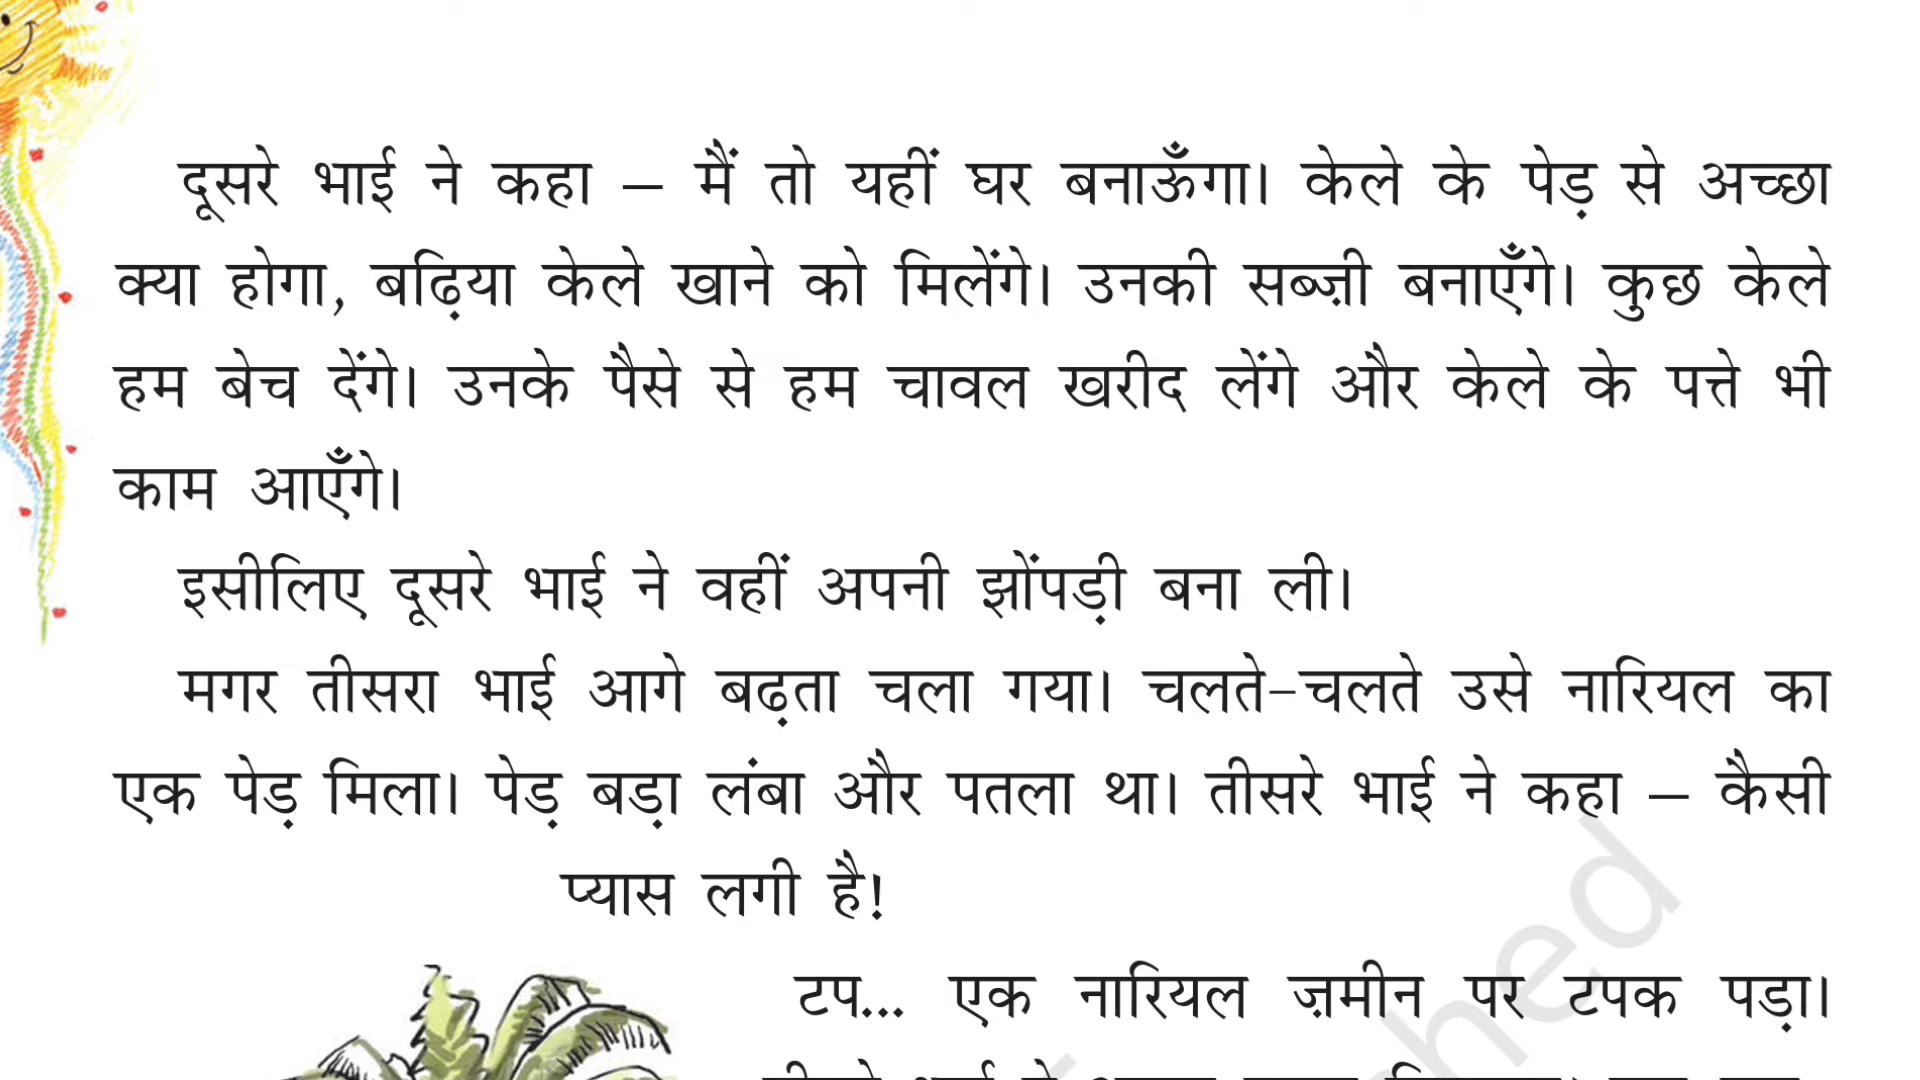 दूसरे भाई ने कहा – मैं तो यहीं घर बनाऊँगा। केले के पेड़ से अच्छा
क्या होगा, बढ़िया केले खाने को मिलेंगे। उनकी सब्ज़ी बनाएँगे। कुछ केले
हम बेच देंगे। उनके पैसे से हम चावल खरीद लेंगे और केले के पत्ते भी
काम आएँगे।
इसीलिए दूसरे भाई ने वहीं अपनी झोंपड़ी बना ली।
मगर तीसरा भाई आगे बढ़ता चला गया। चलते-चलते उसे नारियल का
एक पेड़ मिला। पेड़ बड़ा लंबा और पतला था। तीसरे भाई ने कहा – कैसी
प्यास लगी है!
टप... एक नारियल ज़मीन पर टपक पड़ा।